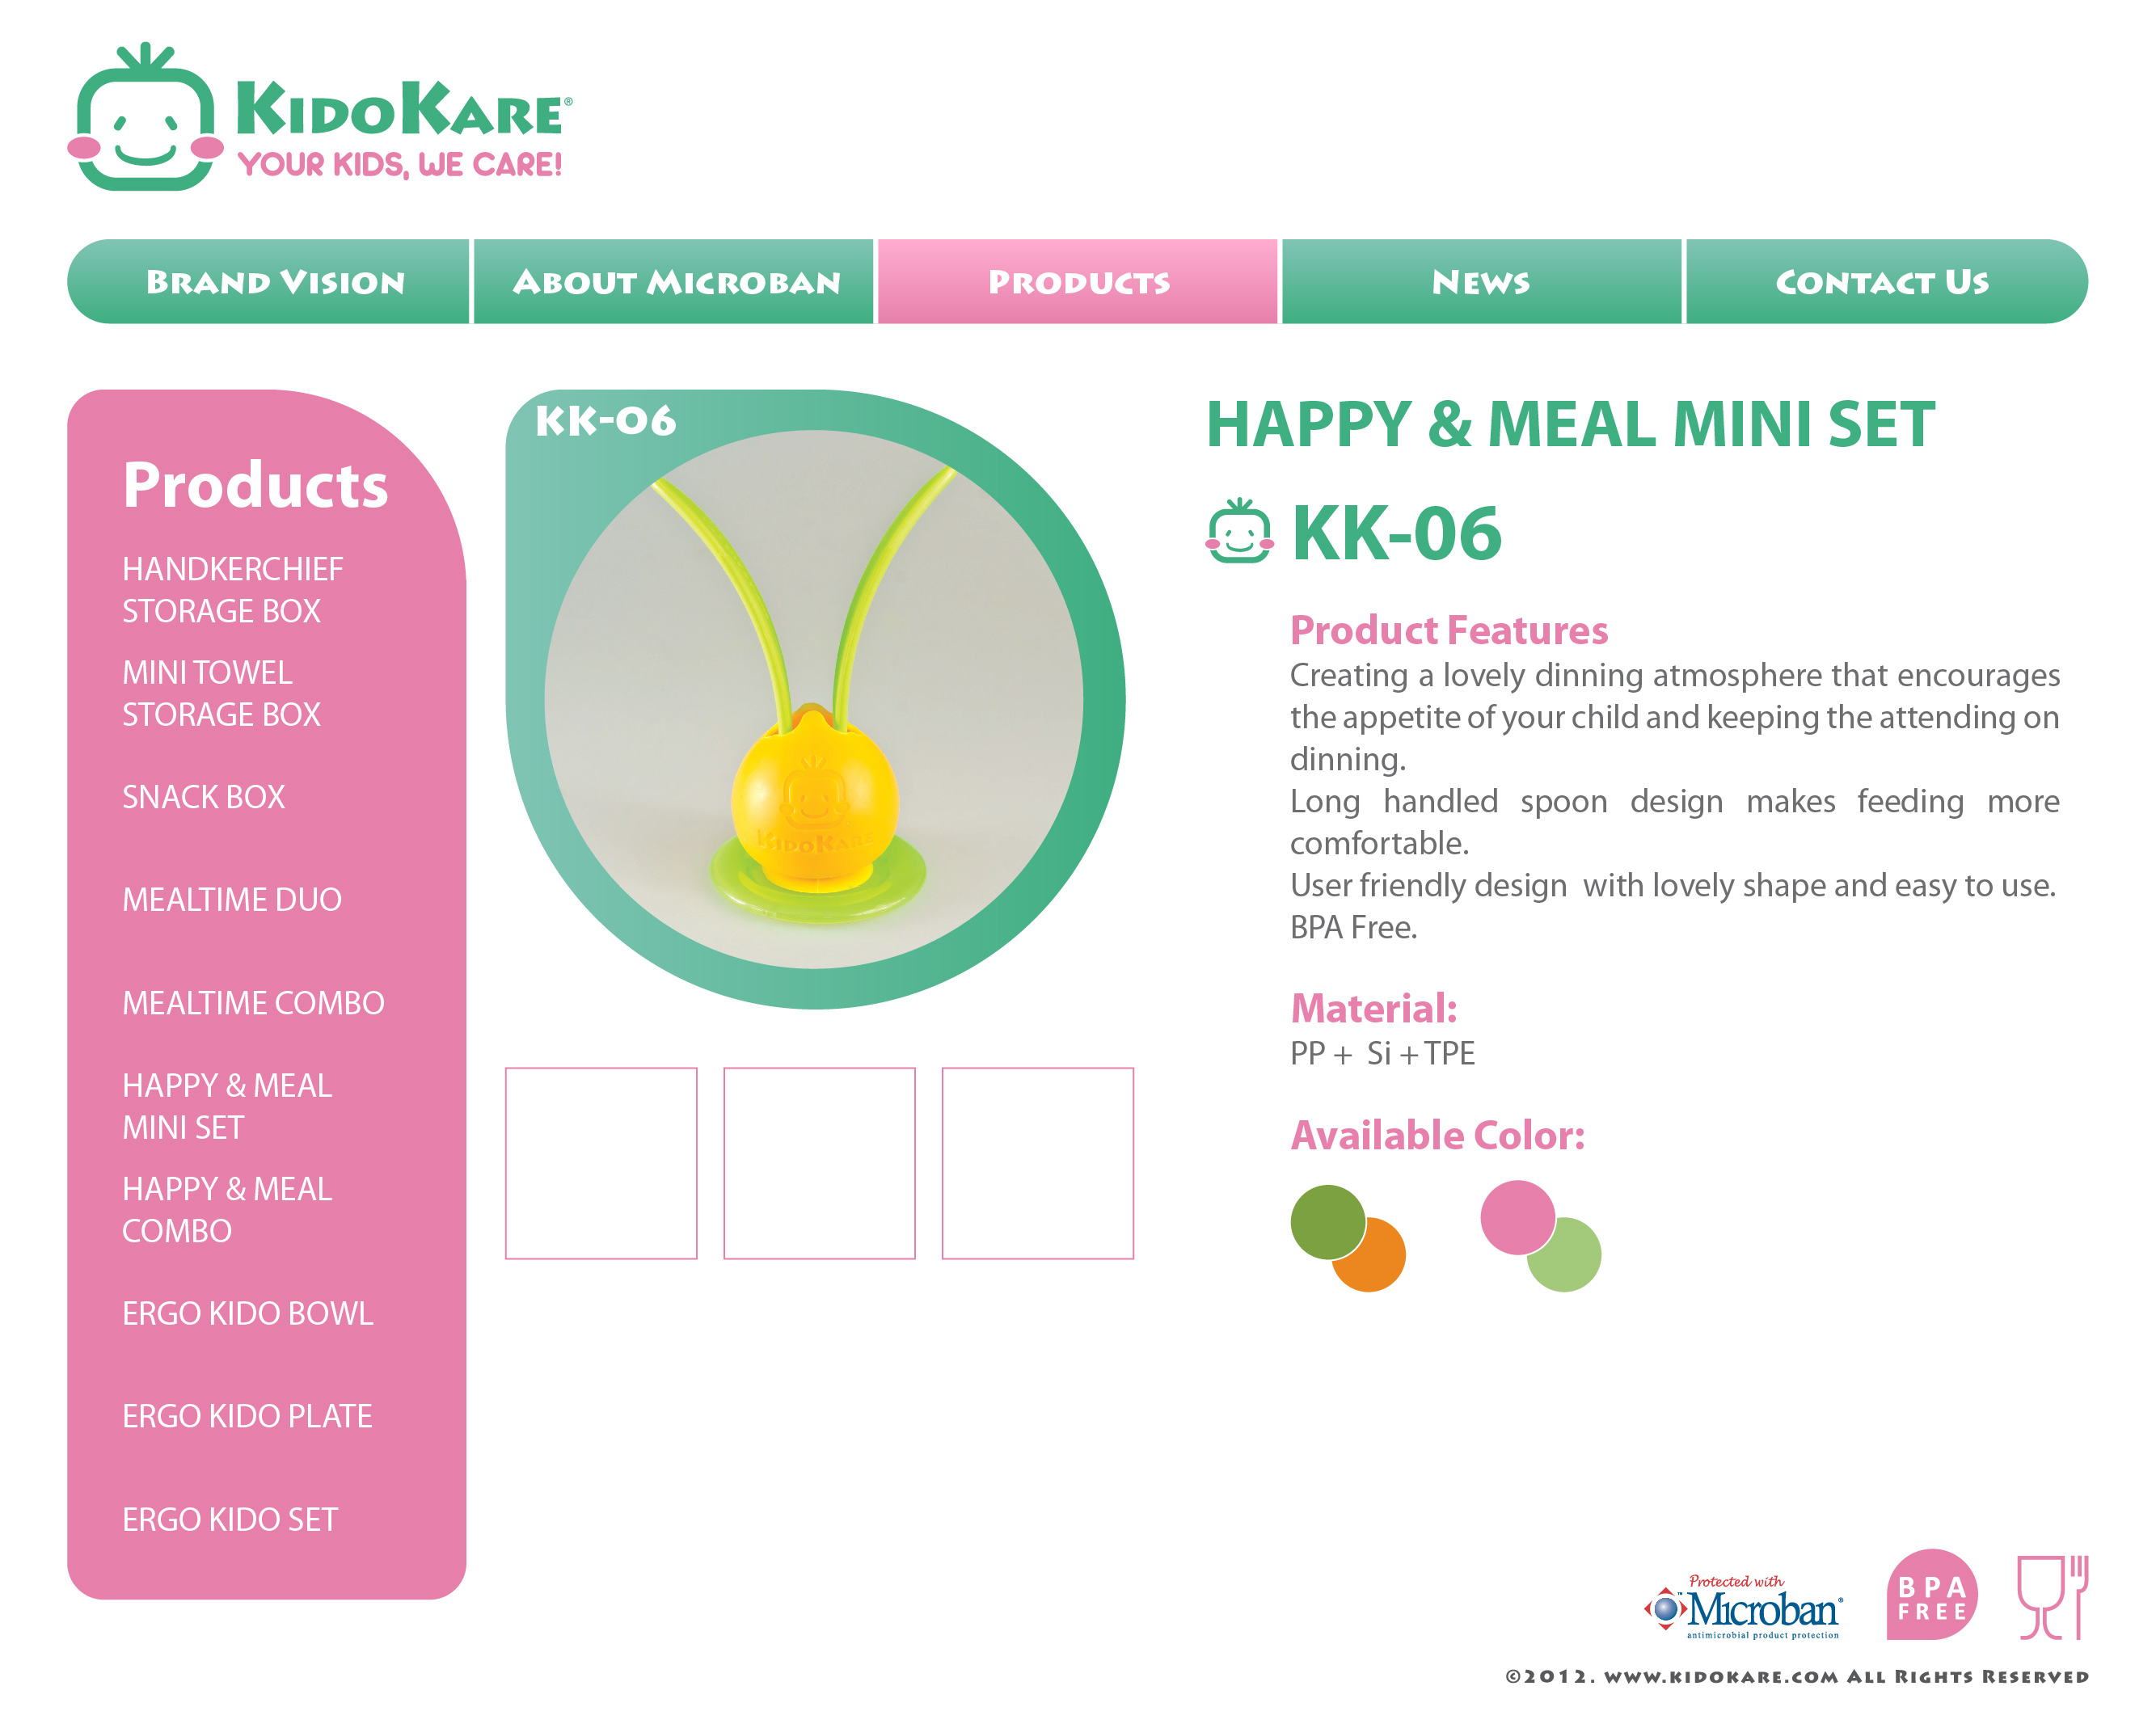 KIDOKARE®
YOUR KIDS, WE CARE!
BRAND VISION
ABOUT MICROBAN
PRODUCTS
NEWS
CONTACT US
Products
HANDKERCHIEF
STORAGE BOX
MINI TOWEL
STORAGE BOX
SNACK BOX
MEALTIME DUO
MEALTIME COMBO
HAPPY & MEAL
MINI SET
HAPPY & MEAL
COMBO
ERGO KIDO BOWL
ERGO KIDO PLATE
ERGO KIDO SET
KK-06
KIDOKARE
HAPPY & MEAL MINI SET
KK-06
Product Features
Creating a lovely dinning atmosphere that encourages
the appetite of your child and keeping the attending on
dinning.
Long handled spoon design makes feeding more
comfortable.
User friendly design with lovely shape and easy to use.
BPA Free.
Material:
PP + Si + TPE
Available Color:
Protected with
™Microban®
antimicrobial product protection
BPA
FREE
©2012. WWW.KIDOKARE.COM ALL RIGHTS RESERVED